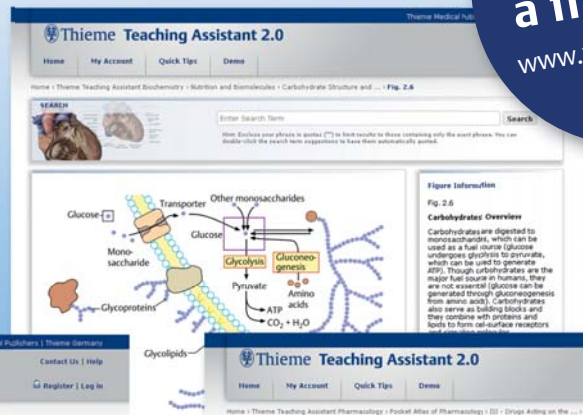 a
www.
Thieme Medical Pub
Thieme Teaching Assistant 2.0
Home My Account Quick Tips Demo
Home › Thieme Teaching Assistant Biochemistry › Nutrition and Biomolecules › Carbohydrate Structure and ... › Fig. 2.6
SEARCH
Enter Search Term
Search
Hint: Enclose your phrase in quotes ("") to limit results to those containing only the exact phrase. You can
double-click the search term suggestions to have them automatically quoted.
Glucose
Transporter
Other monosaccharides
Glucose
Mono-
saccharide
Glycolysis
Gluconeo-
genesis
Pyruvate
Amino
acids
ATP
CO₂ + H₂O
Glycoproteins
Glycolipids
Figure Information
Fig. 2.6
Carbohydrates: Overview
Carbohydrates are digested to
monosaccharides, which can be
used as a fuel source (glucose
undergoes glycolysis to pyruvate,
which can be used to generate
ATP). Though carbohydrates are the
major fuel source in humans, they
are not essential (glucose can be
generated through gluconeogenesis
from amino acids). Carbohydrates
also serve as building blocks and
they combine with proteins and
lipids to form cell-surface receptors
and signaling molecules
al Publishers | Thieme Germany
Contact Us | Help
Register | Log in
Thieme Teaching Assistant 2.0
Home My Account Quick Tips Demo
Home › Thieme Teaching Assistant Pharmacology › Pocket Atlas of Pharmacology › III - Drugs Acting on the ...